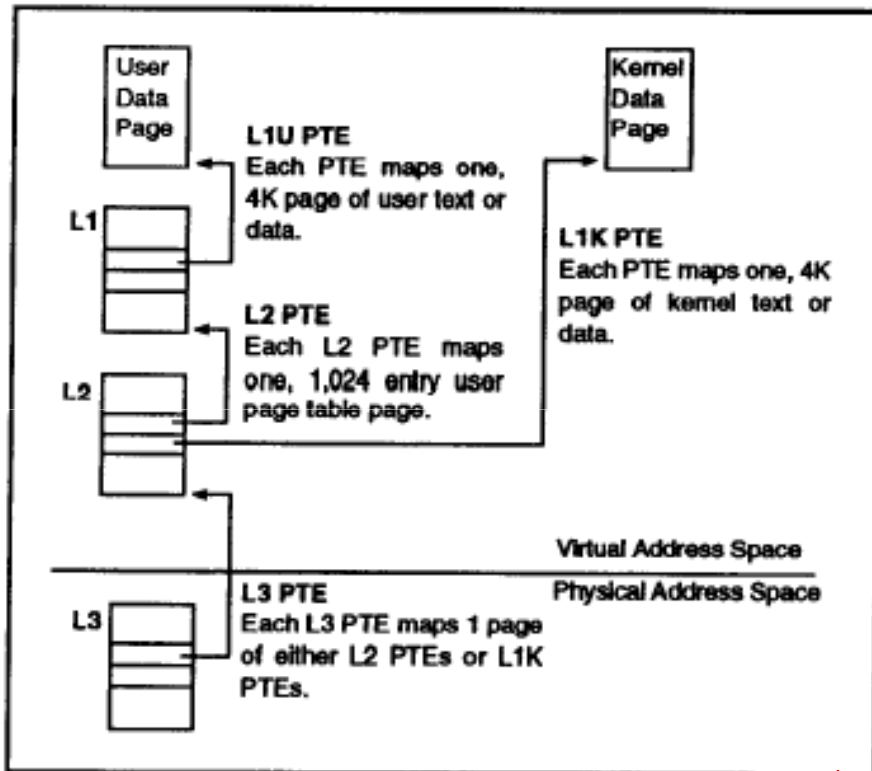 User
Data
Page
Kernel
Data
Page
L1U PTE
Each PTE maps one,
4K page of user text or
data.
L1
L1K PTE
Each PTE maps one, 4K
page of kernel text or
data.
L2 PTE
Each L2 PTE maps
one, 1,024 entry user
page table page.
L2
Virtual Address Space
Physical Address Space
L3 PTE
Each L3 PTE maps 1 page
of either L2 PTEs or L1K
PTEs.
L3